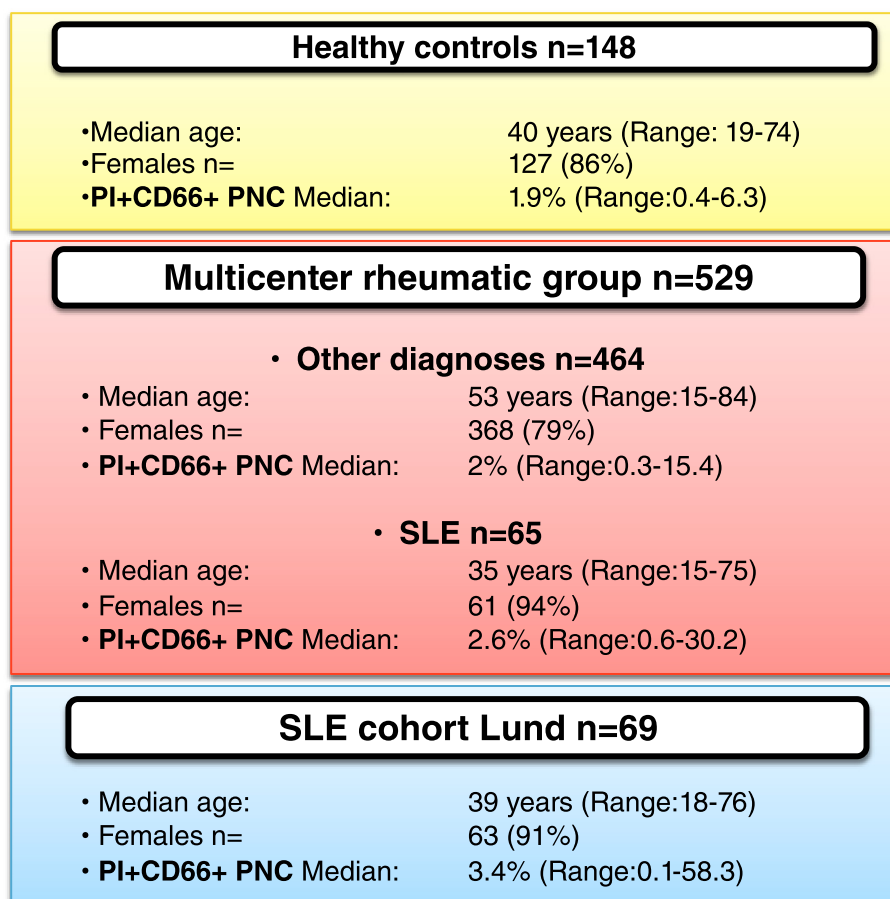 Healthy controls n=148
•Median age: 40 years (Range: 19-74)
•Females n= 127 (86%)
•PI+CD66+ PNC Median: 1.9% (Range:0.4-6.3)
Multicenter rheumatic group n=529
• Other diagnoses n=464
• Median age: 53 years (Range:15-84)
• Females n= 368 (79%)
• PI+CD66+ PNC Median: 2% (Range:0.3-15.4)
• SLE n=65
• Median age: 35 years (Range:15-75)
• Females n= 61 (94%)
• PI+CD66+ PNC Median: 2.6% (Range:0.6-30.2)
SLE cohort Lund n=69
• Median age: 39 years (Range:18-76)
• Females n= 63 (91%)
• PI+CD66+ PNC Median: 3.4% (Range:0.1-58.3)